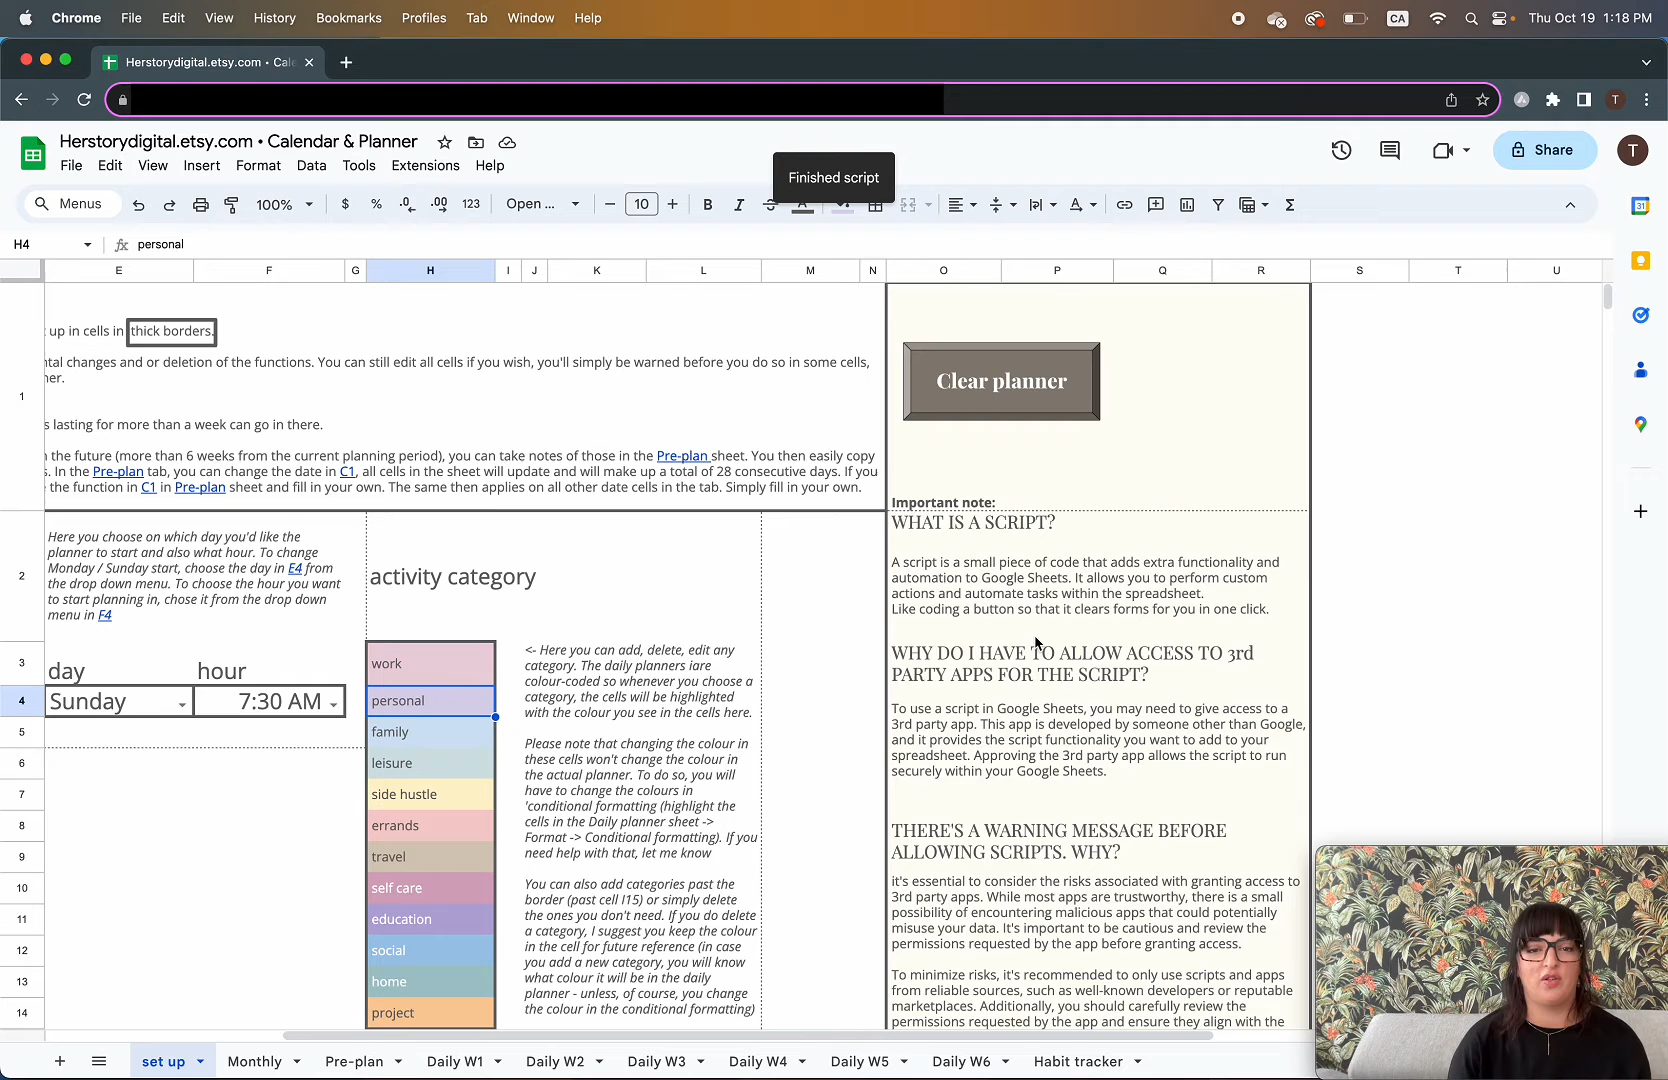 Chrome File Edit View History Bookmarks Profiles Tab Window Help CA Thu Oct 19 1:18 PM
Herstorydigital.etsy.com • Cale
Herstorydigital.etsy.com • Calendar & Planner
File Edit View Insert Format Data Tools Extensions Help
Share
T
Finished script
Menus 100% $ % .0 .00 123 Open ... 10 B I
H4 personal
E F G H I J K L M N O P Q R S T U
1
up in cells in thick borders.
ntal changes and or deletion of the functions. You can still edit all cells if you wish, you'll simply be warned before you do so in some cells,
ner.
s lasting for more than a week can go in there.
n the future (more than 6 weeks from the current planning period), you can take notes of those in the Pre-plan sheet. You then easily copy
s. In the Pre-plan tab, you can change the date in C1, all cells in the sheet will update and will make up a total of 28 consecutive days. If you
the function in C1 in Pre-plan sheet and fill in your own. The same then applies on all other date cells in the tab. Simply fill in your own.
Clear planner
Important note:
2
Here you choose on which day you'd like the
planner to start and also what hour. To change
Monday / Sunday start, choose the day in E4 from
the drop down menu. To choose the hour you want
to start planning in, chose it from the drop down
menu in F4
activity category
3
day hour
4
Sunday 7:30 AM
5
6
7
8
9
10
11
12
13
14
work
personal
family
leisure
side hustle
errands
travel
self care
education
social
home
project
<- Here you can add, delete, edit any
category. The daily planners iare
colour-coded so whenever you choose a
category, the cells will be highlighted
with the colour you see in the cells here.
Please note that changing the colour in
these cells won't change the colour in
the actual planner. To do so, you will
have to change the colours in
'conditional formatting (highlight the
cells in the Daily planner sheet ->
Format -> Conditional formatting). If you
need help with that, let me know
You can also add categories past the
border (past cell I15) or simply delete
the ones you don't need. If you do delete
a category, I suggest you keep the colour
in the cell for future reference (in case
you add a new category, you will know
what colour it will be in the daily
planner - unless, of course, you change
the colour in the conditional formatting)
WHAT IS A SCRIPT?
A script is a small piece of code that adds extra functionality and
automation to Google Sheets. It allows you to perform custom
actions and automate tasks within the spreadsheet.
Like coding a button so that it clears forms for you in one click.
WHY DO I HAVE TO ALLOW ACCESS TO 3rd
PARTY APPS FOR THE SCRIPT?
To use a script in Google Sheets, you may need to give access to a
3rd party app. This app is developed by someone other than Google,
and it provides the script functionality you want to add to your
spreadsheet. Approving the 3rd party app allows the script to run
securely within your Google Sheets.
THERE'S A WARNING MESSAGE BEFORE
ALLOWING SCRIPTS. WHY?
it's essential to consider the risks associated with granting access to
3rd party apps. While most apps are trustworthy, there is a small
possibility of encountering malicious apps that could potentially
misuse your data. It's important to be cautious and review the
permissions requested by the app before granting access.
To minimize risks, it's recommended to only use scripts and apps
from reliable sources, such as well-known developers or reputable
marketplaces. Additionally, you should carefully review the
permissions requested by the app and ensure they align with the
set up Monthly Pre-plan Daily W1 Daily W2 Daily W3 Daily W4 Daily W5 Daily W6 Habit tracker